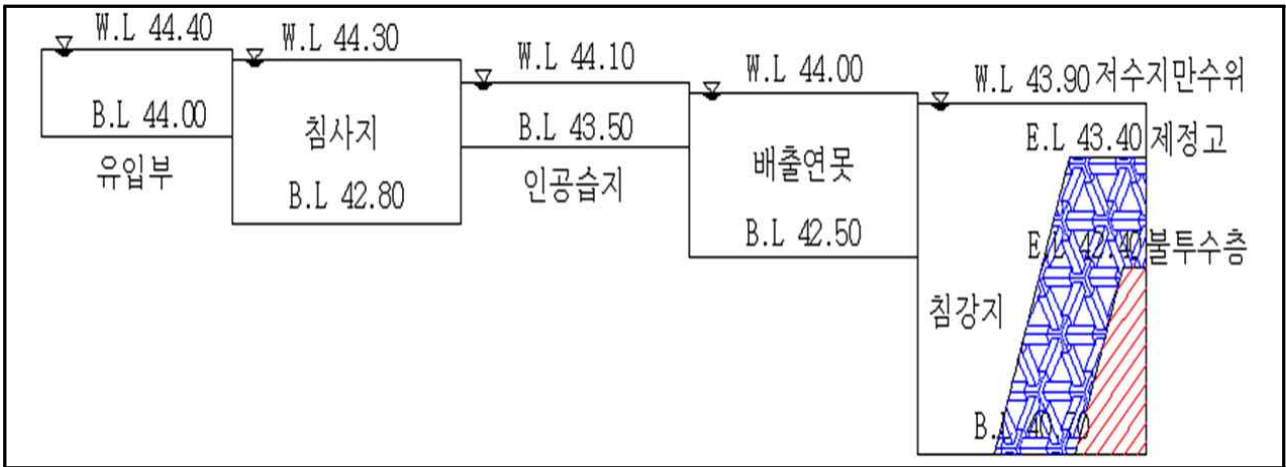 W.L 44.40
B.L 44.00
유입부
W.L 44.30
침사지
B.L 42.80
W.L 44.10
B.L 43.50
인공습지
W.L 44.00
배출연못
B.L 42.50
W.L 43.90 저수지만수위
E.L 43.40 제정고
E.L 42.40 불투수층
침강지
B.L